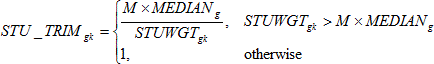 STU_TRIM_gk = { M × MEDIAN_g / STUWGT_gk, STUWGT_gk > M × MEDIAN_g
1, otherwise